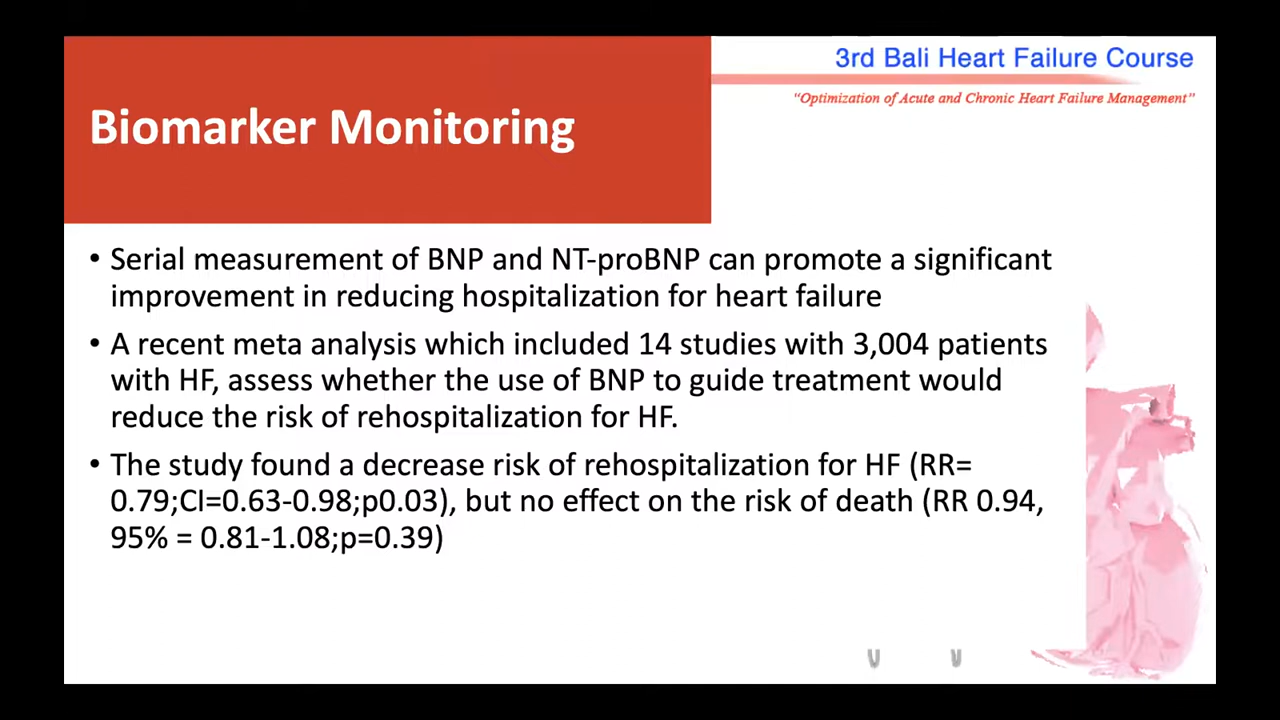 3rd Bali Heart Failure Course
“Optimization of Acute and Chronic Heart Failure Management”
Biomarker Monitoring
• Serial measurement of BNP and NT-proBNP can promote a significant
improvement in reducing hospitalization for heart failure
• A recent meta analysis which included 14 studies with 3,004 patients
with HF, assess whether the use of BNP to guide treatment would
reduce the risk of rehospitalization for HF.
• The study found a decrease risk of rehospitalization for HF (RR=
0.79;CI=0.63-0.98;p0.03), but no effect on the risk of death (RR 0.94,
95% = 0.81-1.08;p=0.39)